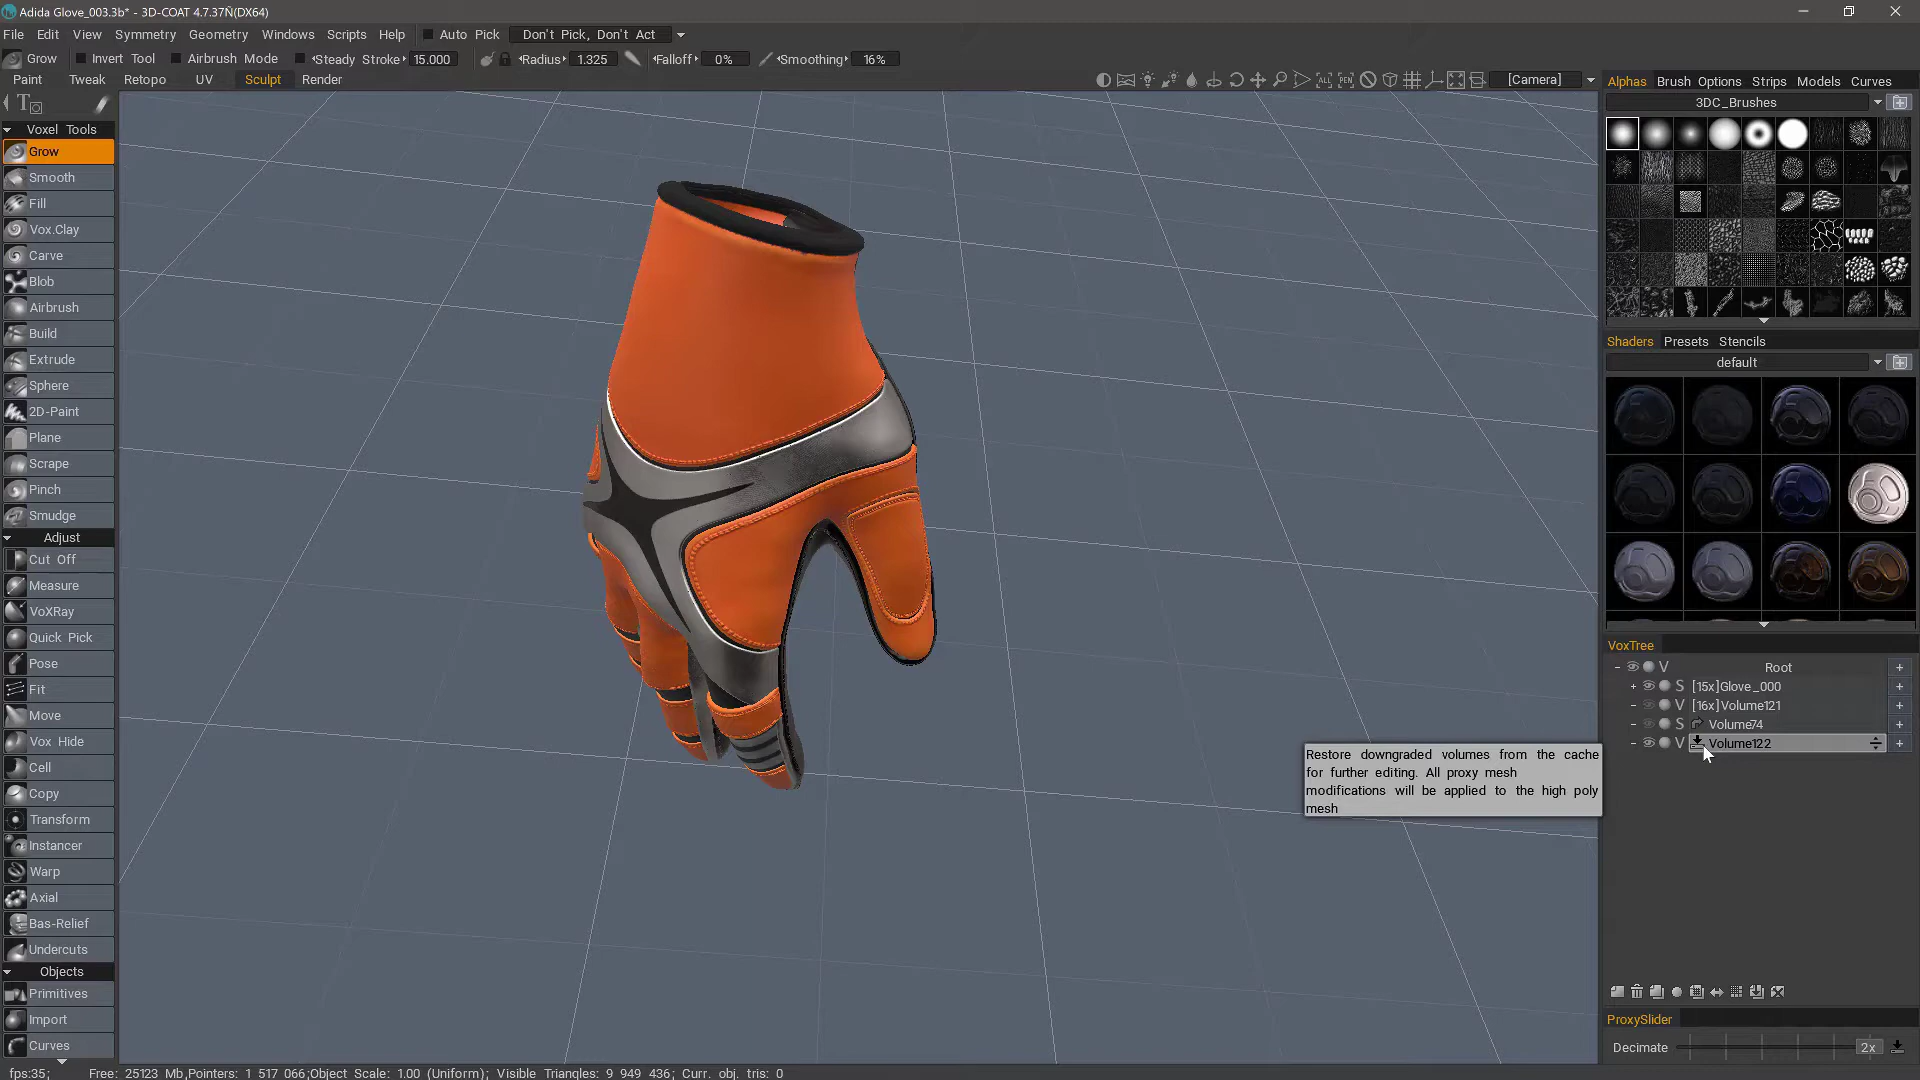 Adida Glove_003.3b* - 3D-COAT 4.7.37Ñ(DX64)
File Edit View Symmetry Geometry Windows Scripts Help Auto Pick Don't Pick, Don't Act
Grow Invert Tool Airbrush Mode Steady Stroke 15.000 Radius 1.325 Falloff 0% Smoothing 16%
Paint Tweak Retopo UV Sculpt Render [Camera]
Voxel Tools
Grow
Smooth
Fill
Vox.Clay
Carve
Blob
Airbrush
Build
Extrude
Sphere
2D-Paint
Plane
Scrape
Pinch
Smudge
Adjust
Cut Off
Measure
VoXRay
Quick Pick
Pose
Fit
Move
Vox Hide
Cell
Copy
Transform
Instancer
Warp
Axial
Bas-Relief
Undercuts
Objects
Primitives
Import
Curves
Alphas Brush Options Strips Models Curves
3DC_Brushes
Shaders Presets Stencils
default
VoxTree
V Root +
+ S [15x]Glove_000 +
V [16x]Volume121 +
S Volume74 +
V Volume122 +
Restore downgraded volumes from the cache
for further editing. All proxy mesh
modifications will be applied to the high poly
mesh
ProxySlider
Decimate 2x
fps:35; Free: 25123 Mb,Pointers: 1 517 066;Object Scale: 1.00 (Uniform); Visible Triangles: 9 949 436; Curr. obj. tris: 0